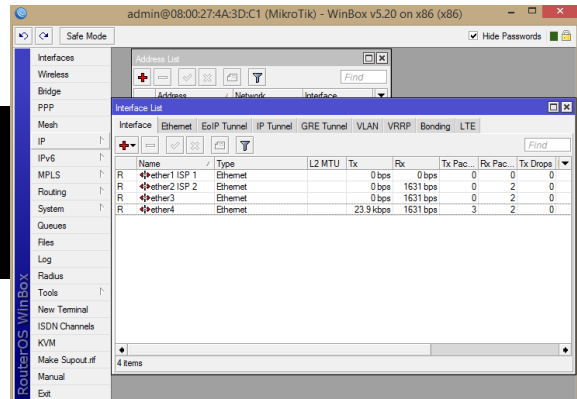 admin@08:00:27:4A:3D:C1 (MikroTik) - WinBox v5.20 on x86 (x86)
Safe Mode
Hide Passwords
Interfaces
Wireless
Bridge
PPP
Mesh
IP
IPv6
MPLS
Routing
System
Queues
Files
Log
Radius
Tools
New Terminal
ISDN Channels
KVM
Make Supout.rif
Manual
Exit
RouterOS WinBox
Address List
Find
Address / Network Interface
Interface List
Interface Ethernet EoIP Tunnel IP Tunnel GRE Tunnel VLAN VRRP Bonding LTE
Find
Name / Type L2 MTU Tx Rx Tx Pac... Rx Pac... Tx Drops
R ether1 ISP 1 Ethernet 0 bps 0 bps 0 0 0
R ether2 ISP 2 Ethernet 0 bps 1631 bps 0 2 0
R ether3 Ethernet 0 bps 1631 bps 0 2 0
R ether4 Ethernet 23.9 kbps 1631 bps 3 2 0
4 items